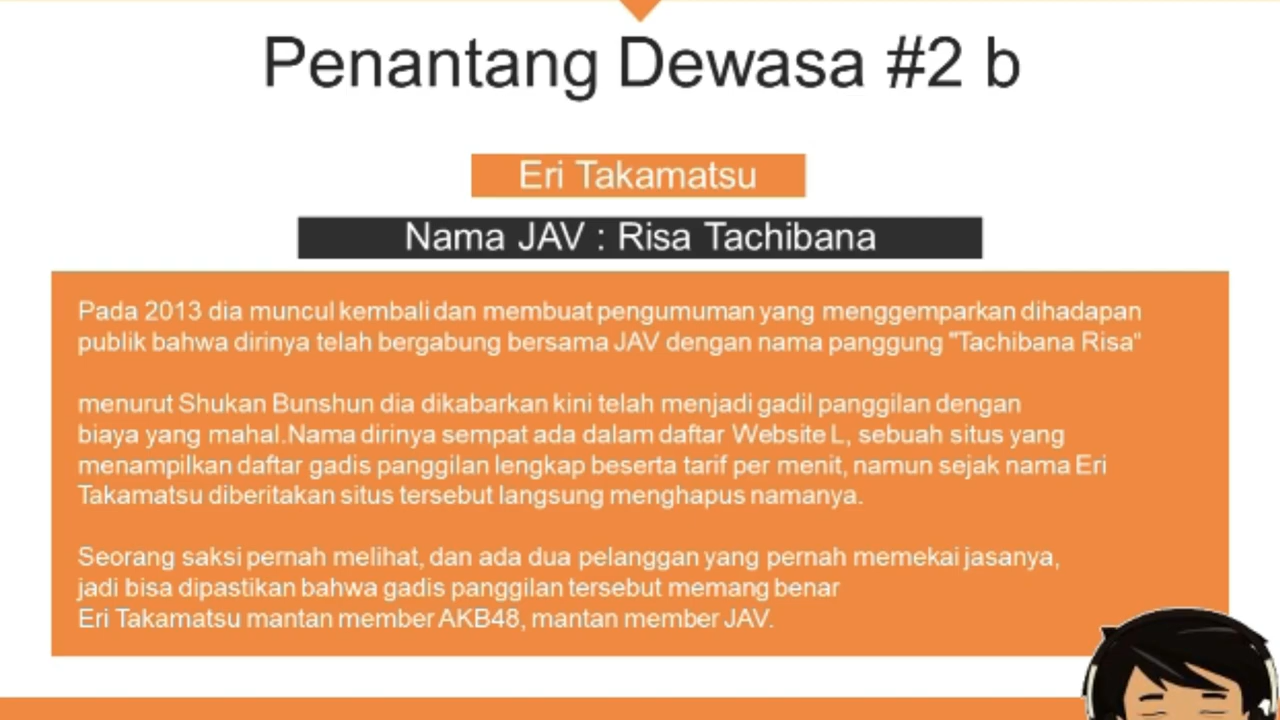 Penantang Dewasa #2 b
Eri Takamatsu
Nama JAV : Risa Tachibana
Pada 2013 dia muncul kembali dan membuat pengumuman yang menggemparkan dihadapan
publik bahwa dirinya telah bergabung bersama JAV dengan nama panggung "Tachibana Risa"
menurut Shukan Bunshun dia dikabarkan kini telah menjadi gadil panggilan dengan
biaya yang mahal.Nama dirinya sempat ada dalam daftar Website L, sebuah situs yang
menampilkan daftar gadis panggilan lengkap beserta tarif per menit, namun sejak nama Eri
Takamatsu diberitakan situs tersebut langsung menghapus namanya.
Seorang saksi pernah melihat, dan ada dua pelanggan yang pernah memekai jasanya,
jadi bisa dipastikan bahwa gadis panggilan tersebut memang benar
Eri Takamatsu mantan member AKB48, mantan member JAV.